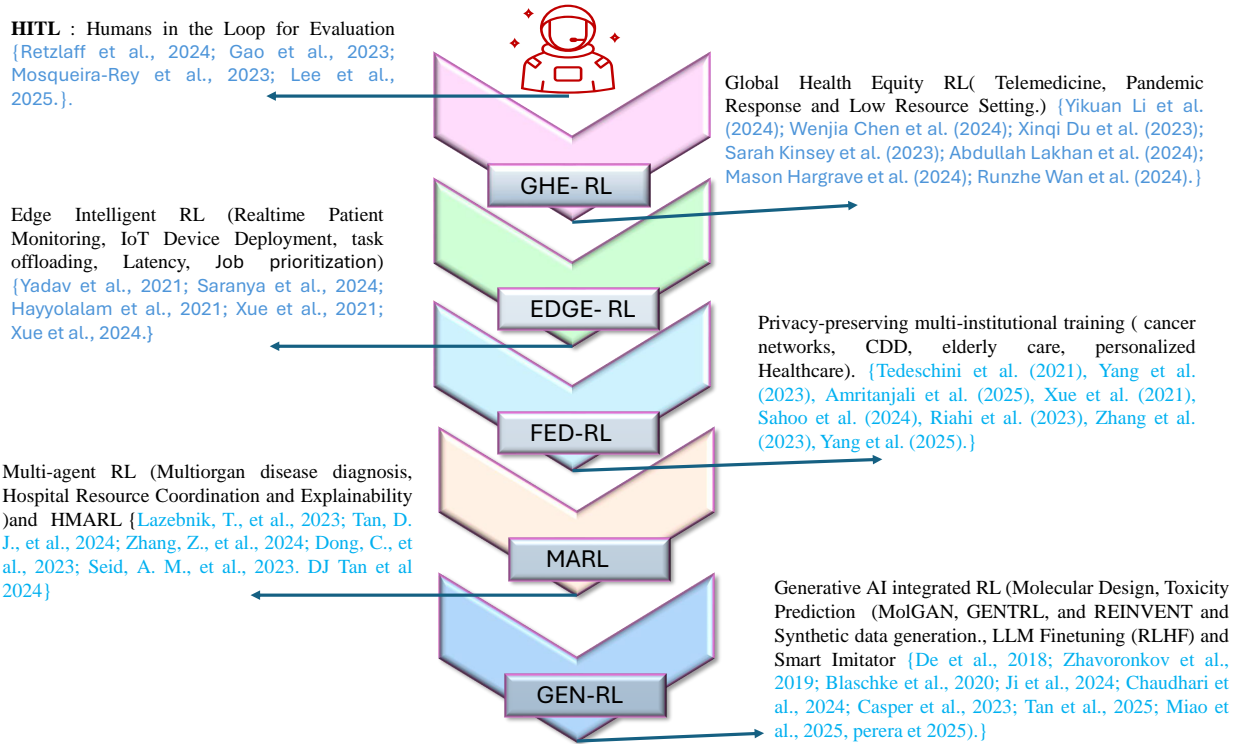 HITL : Humans in the Loop for Evaluation
{Retzlaff et al., 2024; Gao et al., 2023;
Mosqueira-Rey et al., 2023; Lee et al.,
2025.}.
Global Health Equity RL( Telemedicine, Pandemic
Response and Low Resource Setting.) {Yikuan Li et al.
(2024); Wenjia Chen et al. (2024); Xinqi Du et al. (2023);
Sarah Kinsey et al. (2023); Abdullah Lakhan et al. (2024);
Mason Hargrave et al. (2024); Runzhe Wan et al. (2024).}
GHE- RL
Edge Intelligent RL (Realtime Patient
Monitoring, IoT Device Deployment, task
offloading, Latency, Job prioritization)
{Yadav et al., 2021; Saranya et al., 2024;
Hayyolalam et al., 2021; Xue et al., 2021;
Xue et al., 2024.}
EDGE- RL
Privacy-preserving multi-institutional training ( cancer
networks, CDD, elderly care, personalized
Healthcare). {Tedeschini et al. (2021), Yang et al.
(2023), Amritanjali et al. (2025), Xue et al. (2021),
Sahoo et al. (2024), Riahi et al. (2023), Zhang et al.
(2023), Yang et al. (2025).}
FED-RL
Multi-agent RL (Multiorgan disease diagnosis,
Hospital Resource Coordination and Explainability
)and HMARL {Lazebnik, T., et al., 2023; Tan, D.
J., et al., 2024; Zhang, Z., et al., 2024; Dong, C., et
al., 2023; Seid, A. M., et al., 2023. DJ Tan et al
2024}
MARL
Generative AI integrated RL (Molecular Design, Toxicity
Prediction (MolGAN, GENTRL, and REINVENT and
Synthetic data generation., LLM Finetuning (RLHF) and
Smart Imitator {De et al., 2018; Zhavoronkov et al.,
2019; Blaschke et al., 2020; Ji et al., 2024; Chaudhari et
al., 2024; Casper et al., 2023; Tan et al., 2025; Miao et
al., 2025, perera et 2025).}
GEN-RL